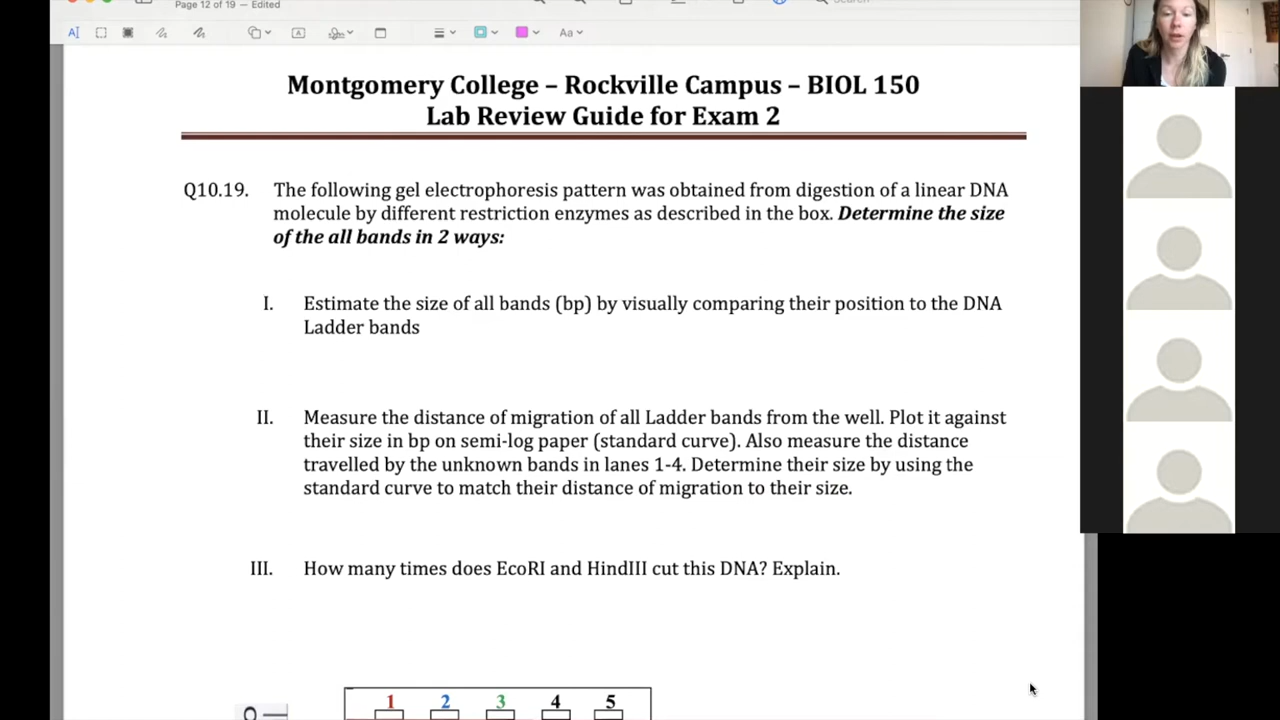 Page 12 of 19 — Edited
Search
Aa
Montgomery College – Rockville Campus – BIOL 150
Lab Review Guide for Exam 2
Q10.19. The following gel electrophoresis pattern was obtained from digestion of a linear DNA
molecule by different restriction enzymes as described in the box. Determine the size
of the all bands in 2 ways:
I. Estimate the size of all bands (bp) by visually comparing their position to the DNA
Ladder bands
II. Measure the distance of migration of all Ladder bands from the well. Plot it against
their size in bp on semi-log paper (standard curve). Also measure the distance
travelled by the unknown bands in lanes 1-4. Determine their size by using the
standard curve to match their distance of migration to their size.
III. How many times does EcoRI and HindIII cut this DNA? Explain.
1 2 3 4 5